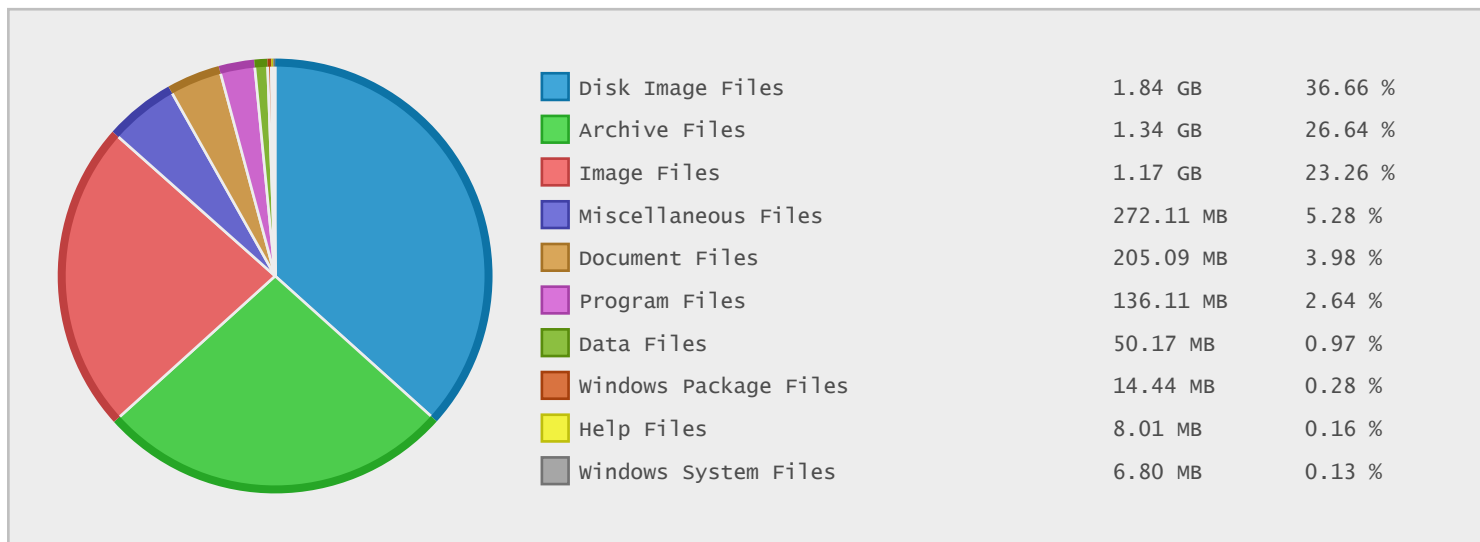 Disk Image Files 1.84 GB 36.66 %
Archive Files 1.34 GB 26.64 %
Image Files 1.17 GB 23.26 %
Miscellaneous Files 272.11 MB 5.28 %
Document Files 205.09 MB 3.98 %
Program Files 136.11 MB 2.64 %
Data Files 50.17 MB 0.97 %
Windows Package Files 14.44 MB 0.28 %
Help Files 8.01 MB 0.16 %
Windows System Files 6.80 MB 0.13 %